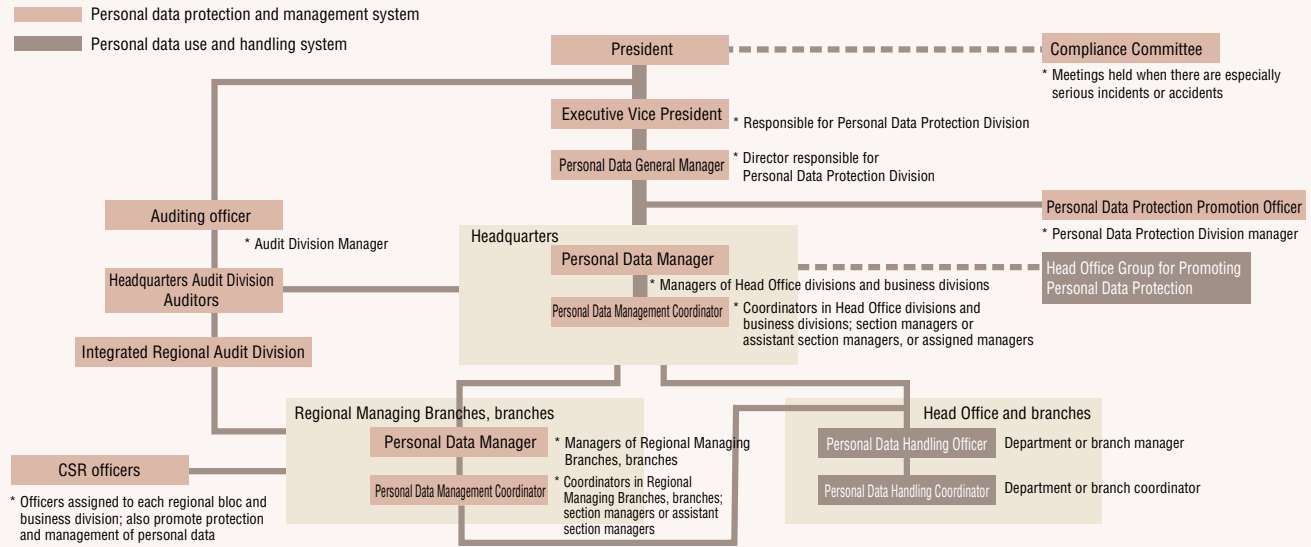 Personal data protection and management system
Personal data use and handling system
President
Compliance Committee
* Meetings held when there are especially
serious incidents or accidents
Executive Vice President
* Responsible for Personal Data Protection Division
Personal Data General Manager
* Director responsible for
Personal Data Protection Division
Auditing officer
* Audit Division Manager
Personal Data Protection Promotion Officer
* Personal Data Protection Division manager
Headquarters
Personal Data Manager
* Managers of Head Office divisions and business divisions
Head Office Group for Promoting
Personal Data Protection
Headquarters Audit Division
Auditors
Personal Data Management Coordinator
* Coordinators in Head Office divisions and
business divisions; section managers or
assistant section managers, or assigned managers
Integrated Regional Audit Division
Regional Managing Branches, branches
Personal Data Manager
* Managers of Regional Managing
Branches, branches
Personal Data Management Coordinator
* Coordinators in Regional
Managing Branches, branches;
section managers or assistant
section managers
Head Office and branches
Personal Data Handling Officer
Department or branch manager
Personal Data Handling Coordinator
Department or branch coordinator
CSR officers
* Officers assigned to each regional bloc and
business division; also promote protection
and management of personal data